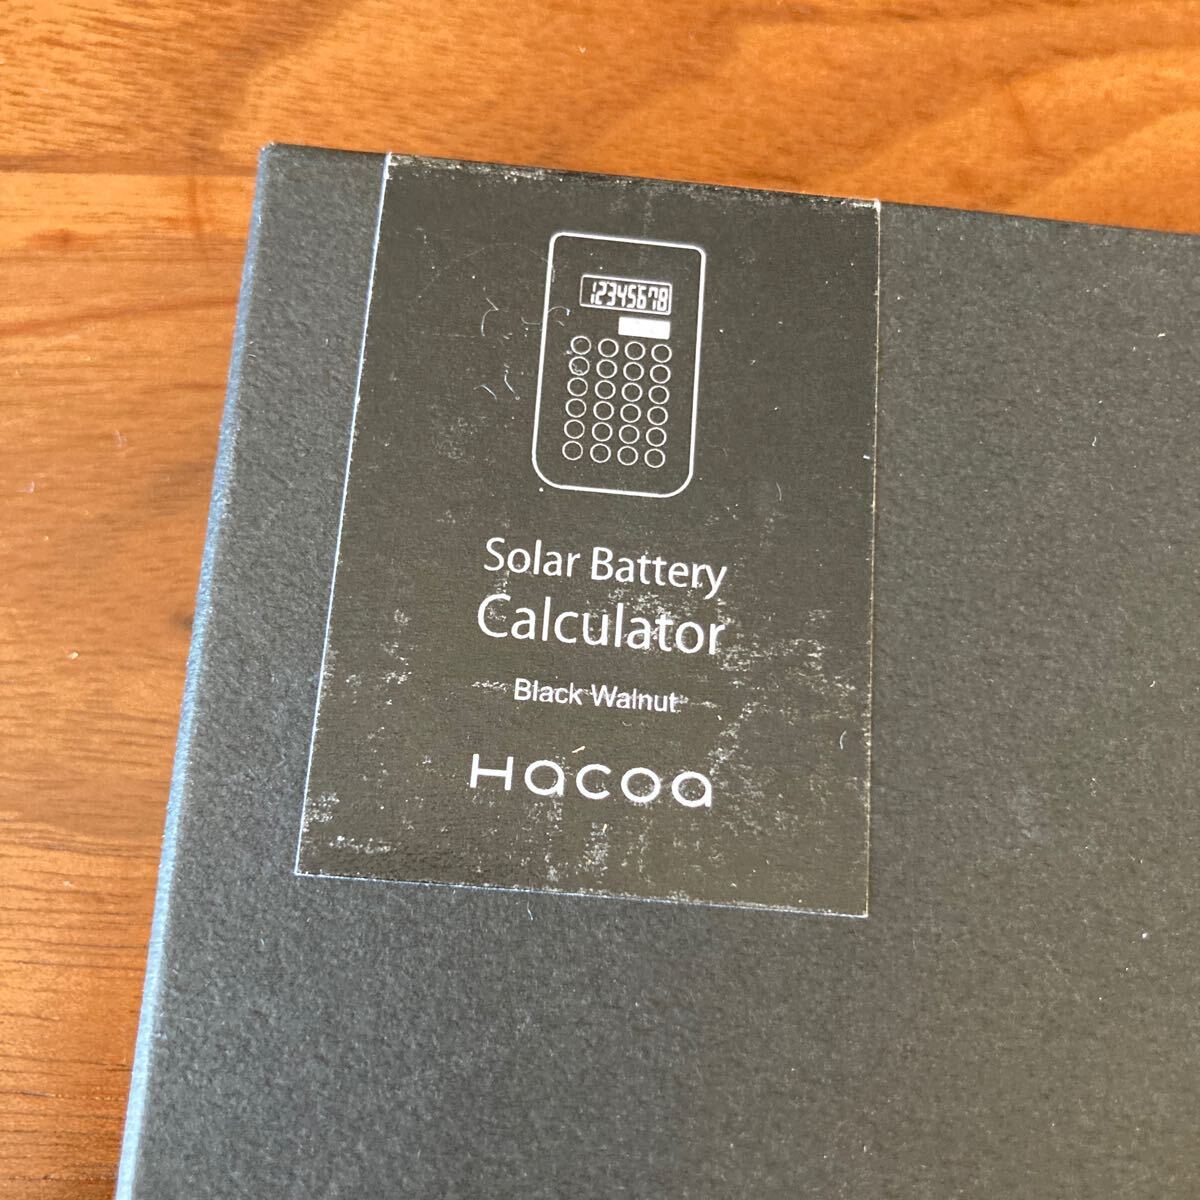 12345678
Solar Battery
Calculator
Black Walnut
Hacoa